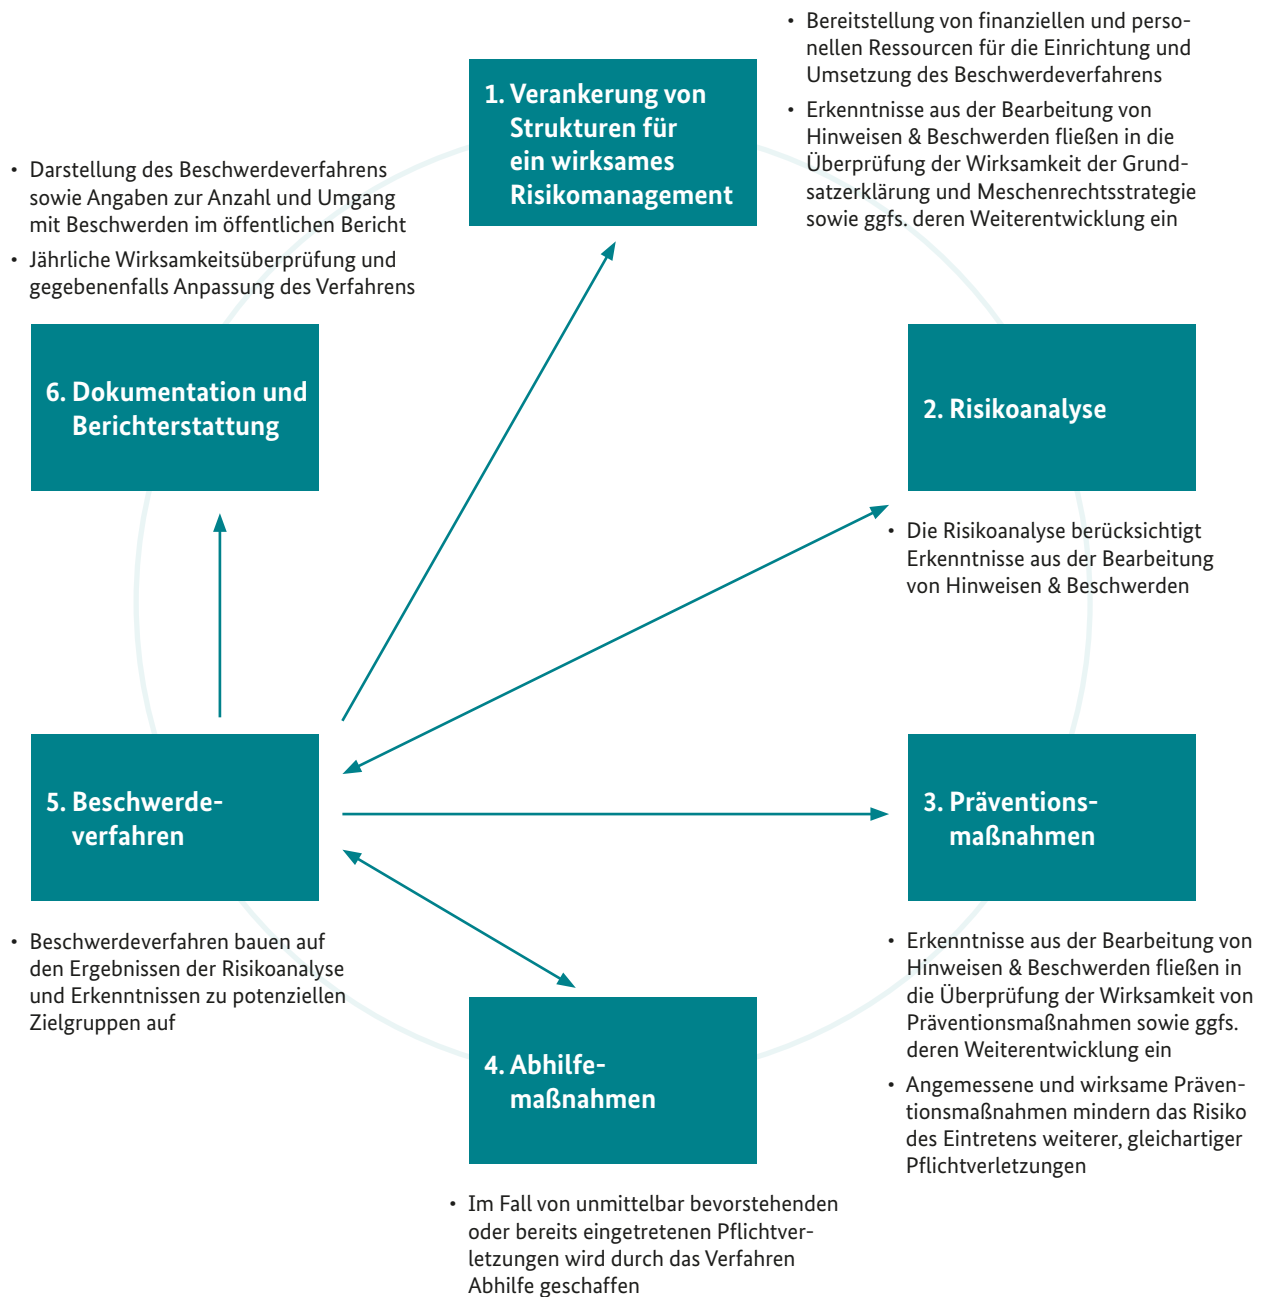 1. Verankerung von
Strukturen für
ein wirksames
Risikomanagement
• Bereitstellung von finanziellen und perso-
nellen Ressourcen für die Einrichtung und
Umsetzung des Beschwerdeverfahrens
• Erkenntnisse aus der Bearbeitung von
Hinweisen & Beschwerden fließen in die
Überprüfung der Wirksamkeit der Grund-
satzerklärung und Meschenrechtsstrategie
sowie ggfs. deren Weiterentwicklung ein
2. Risikoanalyse
• Die Risikoanalyse berücksichtigt
Erkenntnisse aus der Bearbeitung
von Hinweisen & Beschwerden
3. Präventions-
maßnahmen
• Erkenntnisse aus der Bearbeitung von
Hinweisen & Beschwerden fließen in
die Überprüfung der Wirksamkeit von
Präventionsmaßnahmen sowie ggfs.
deren Weiterentwicklung ein
• Angemessene und wirksame Präven-
tionsmaßnahmen mindern das Risiko
des Eintretens weiterer, gleichartiger
Pflichtverletzungen
4. Abhilfe-
maßnahmen
• Im Fall von unmittelbar bevorstehenden
oder bereits eingetretenen Pflichtver-
letzungen wird durch das Verfahren
Abhilfe geschaffen
5. Beschwerde-
verfahren
• Beschwerdeverfahren bauen auf
den Ergebnissen der Risikoanalyse
und Erkenntnissen zu potenziellen
Zielgruppen auf
• Darstellung des Beschwerdeverfahrens
sowie Angaben zur Anzahl und Umgang
mit Beschwerden im öffentlichen Bericht
• Jährliche Wirksamkeitsüberprüfung und
gegebenenfalls Anpassung des Verfahrens
6. Dokumentation und
Berichterstattung